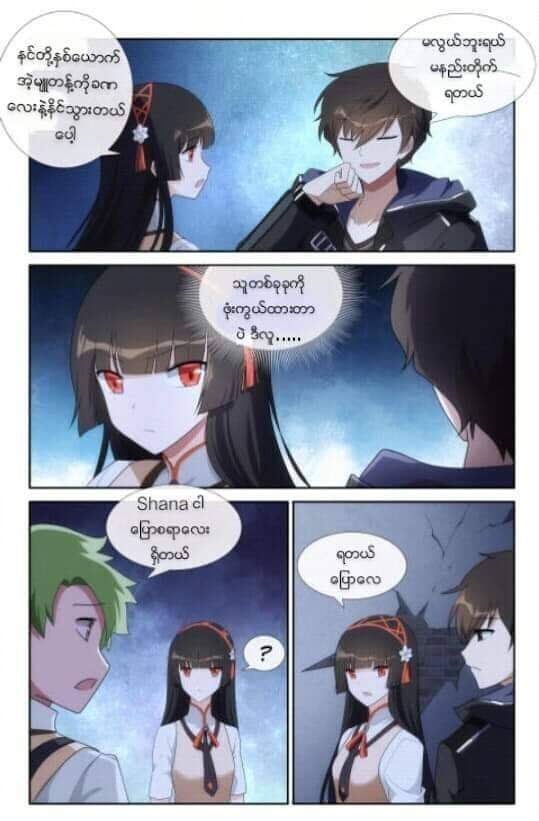 နင်တို့နှစ်ယောက်
အဲ့မျူတန့်ကိုခဏ
လေးနဲ့နိုင်သွားတယ်
ပေါ့
မလွယ်ဘူးရယ်
မနည်းတိုက်
ရတယ်
သူတစ်ခုခုကို
ဖုံးကွယ်ထားတာ
ပဲ ဒီလူ.....
Shana ငါ
ပြောစရာလေး
ရှိတယ်
?
ရတယ်
ပြောလေ